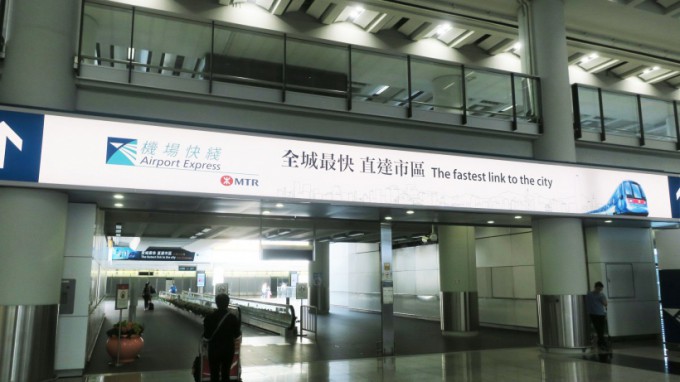 機場快綫
Airport Express
MTR
全城最快 直達市區 The fastest link to the city